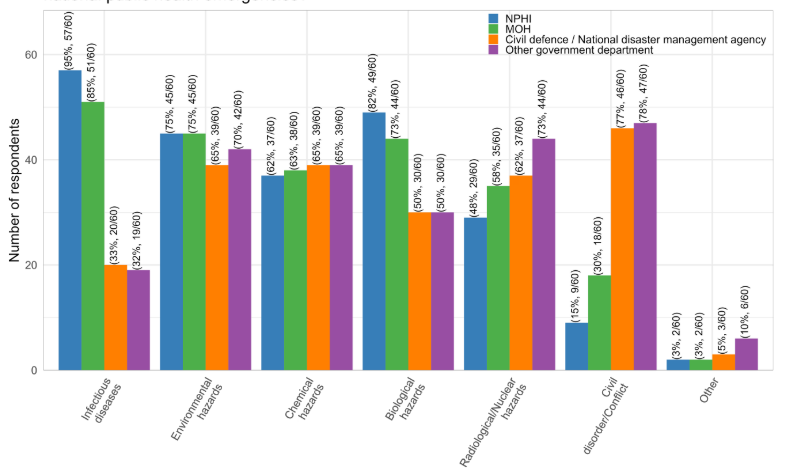 NPHI
MOH
Civil defence / National disaster management agency
Other government department
Number of respondents
60
40
20
0
(95%, 57/60)
(85%, 51/60)
(33%, 20/60)
(32%, 19/60)
(75%, 45/60)
(75%, 45/60)
(65%, 39/60)
(70%, 42/60)
(62%, 37/60)
(63%, 38/60)
(65%, 39/60)
(65%, 39/60)
(82%, 49/60)
(73%, 44/60)
(50%, 30/60)
(50%, 30/60)
(48%, 29/60)
(58%, 35/60)
(62%, 37/60)
(73%, 44/60)
(15%, 9/60)
(30%, 18/60)
(77%, 46/60)
(78%, 47/60)
(3%, 2/60)
(3%, 2/60)
(5%, 3/60)
(10%, 6/60)
Infectious
diseases
Environmental
hazards
Chemical
hazards
Biological
hazards
Radiological/Nuclear
hazards
Civil
disorder/Conflict
Other